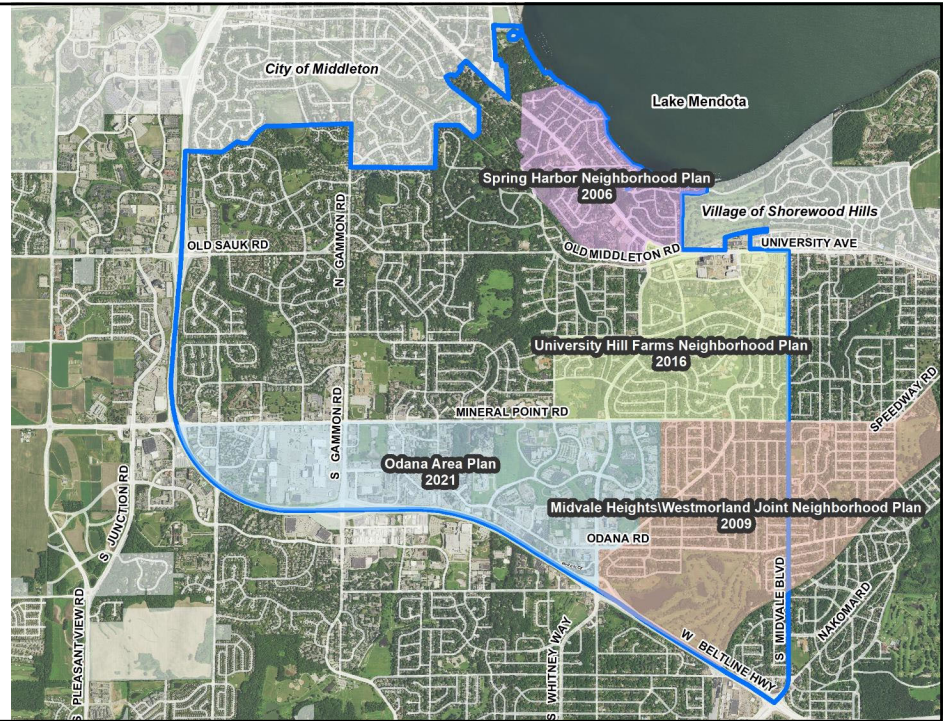 City of Middleton
Lake Mendota
Spring Harbor Neighborhood Plan
2006
Village of Shorewood Hills
OLD SAUK RD
N GAMMON RD
OLD MIDDLETON RD
UNIVERSITY AVE
University Hill Farms Neighborhood Plan
2016
SPEEDWAY RD
MINERAL POINT RD
S GAMMON RD
Odana Area Plan
2021
S JUNCTION RD
Midvale Heights\Westmorland Joint Neighborhood Plan
2009
ODANA RD
S MIDVALE BLVD
NAKOMA RD
S PLEASANT VIEW RD
S WHITNEY WAY
W BELTLINE HWY